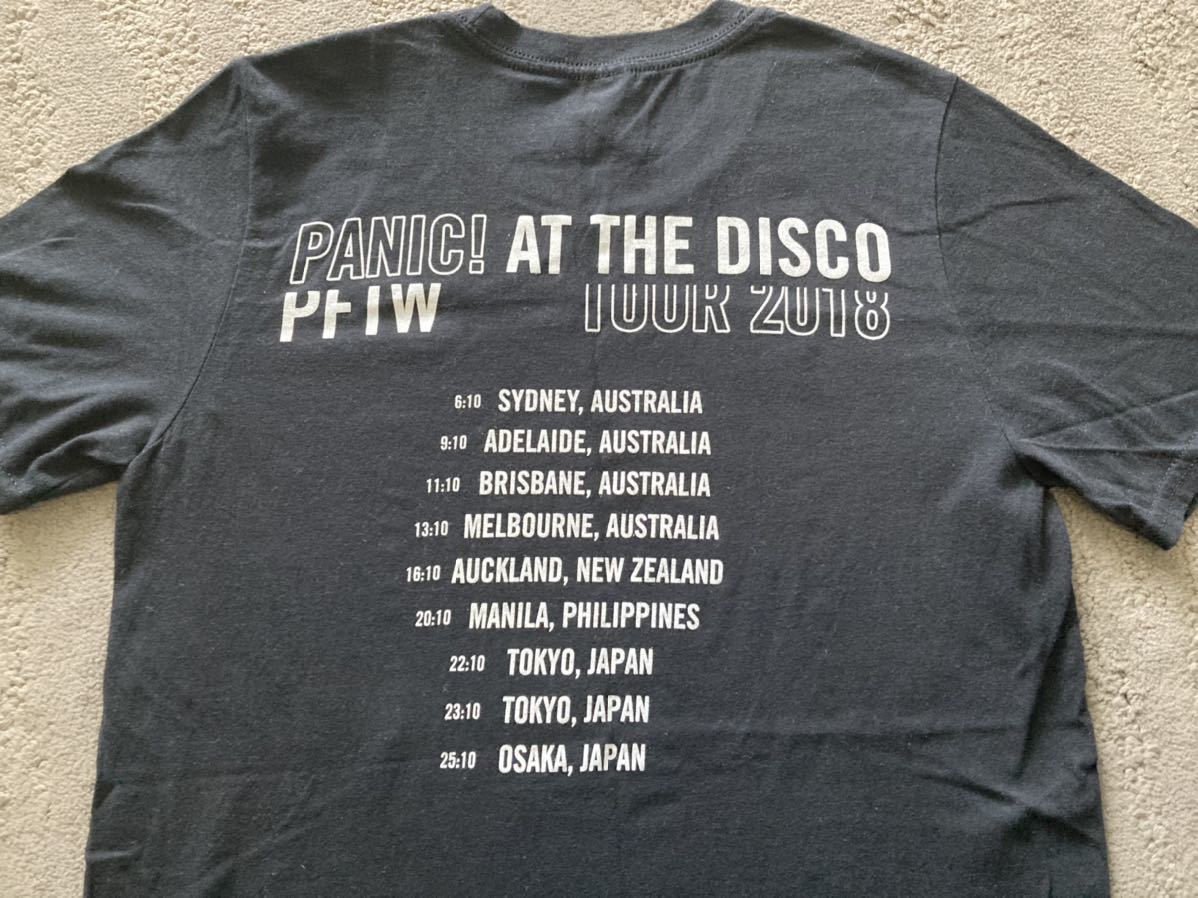 PANIC! AT THE DISCO
PFTW TOUR 2018
6:10 SYDNEY, AUSTRALIA
9:10 ADELAIDE, AUSTRALIA
11:10 BRISBANE, AUSTRALIA
13:10 MELBOURNE, AUSTRALIA
16:10 AUCKLAND, NEW ZEALAND
20:10 MANILA, PHILIPPINES
22:10 TOKYO, JAPAN
23:10 TOKYO, JAPAN
25:10 OSAKA, JAPAN